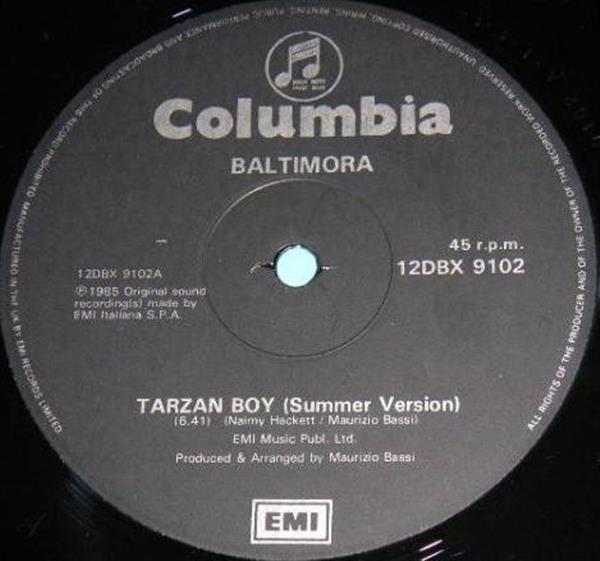 Columbia
BALTIMORA
45 r.p.m.
12DBX 9102
12DBX 9102A
℗1985 Original sound
recording(s) made by
EMI Italiana S.P.A.
TARZAN BOY (Summer Version)
(6.41) (Naimy Hackett / Maurizio Bassi)
EMI Music Publ. Ltd.
Produced & Arranged by Maurizio Bassi
EMI
ALL RIGHTS OF THE PRODUCER AND OF THE OWNER OF THE RECORDED WORK RESERVED UNAUTHORISED COPYING, HIRING, RENTING, PUBLIC PERFORMANCE AND BROADCASTING OF THIS RECORD PROHIBITED MANUFACTURED IN THE UK BY EMI RECORDS LIMITED